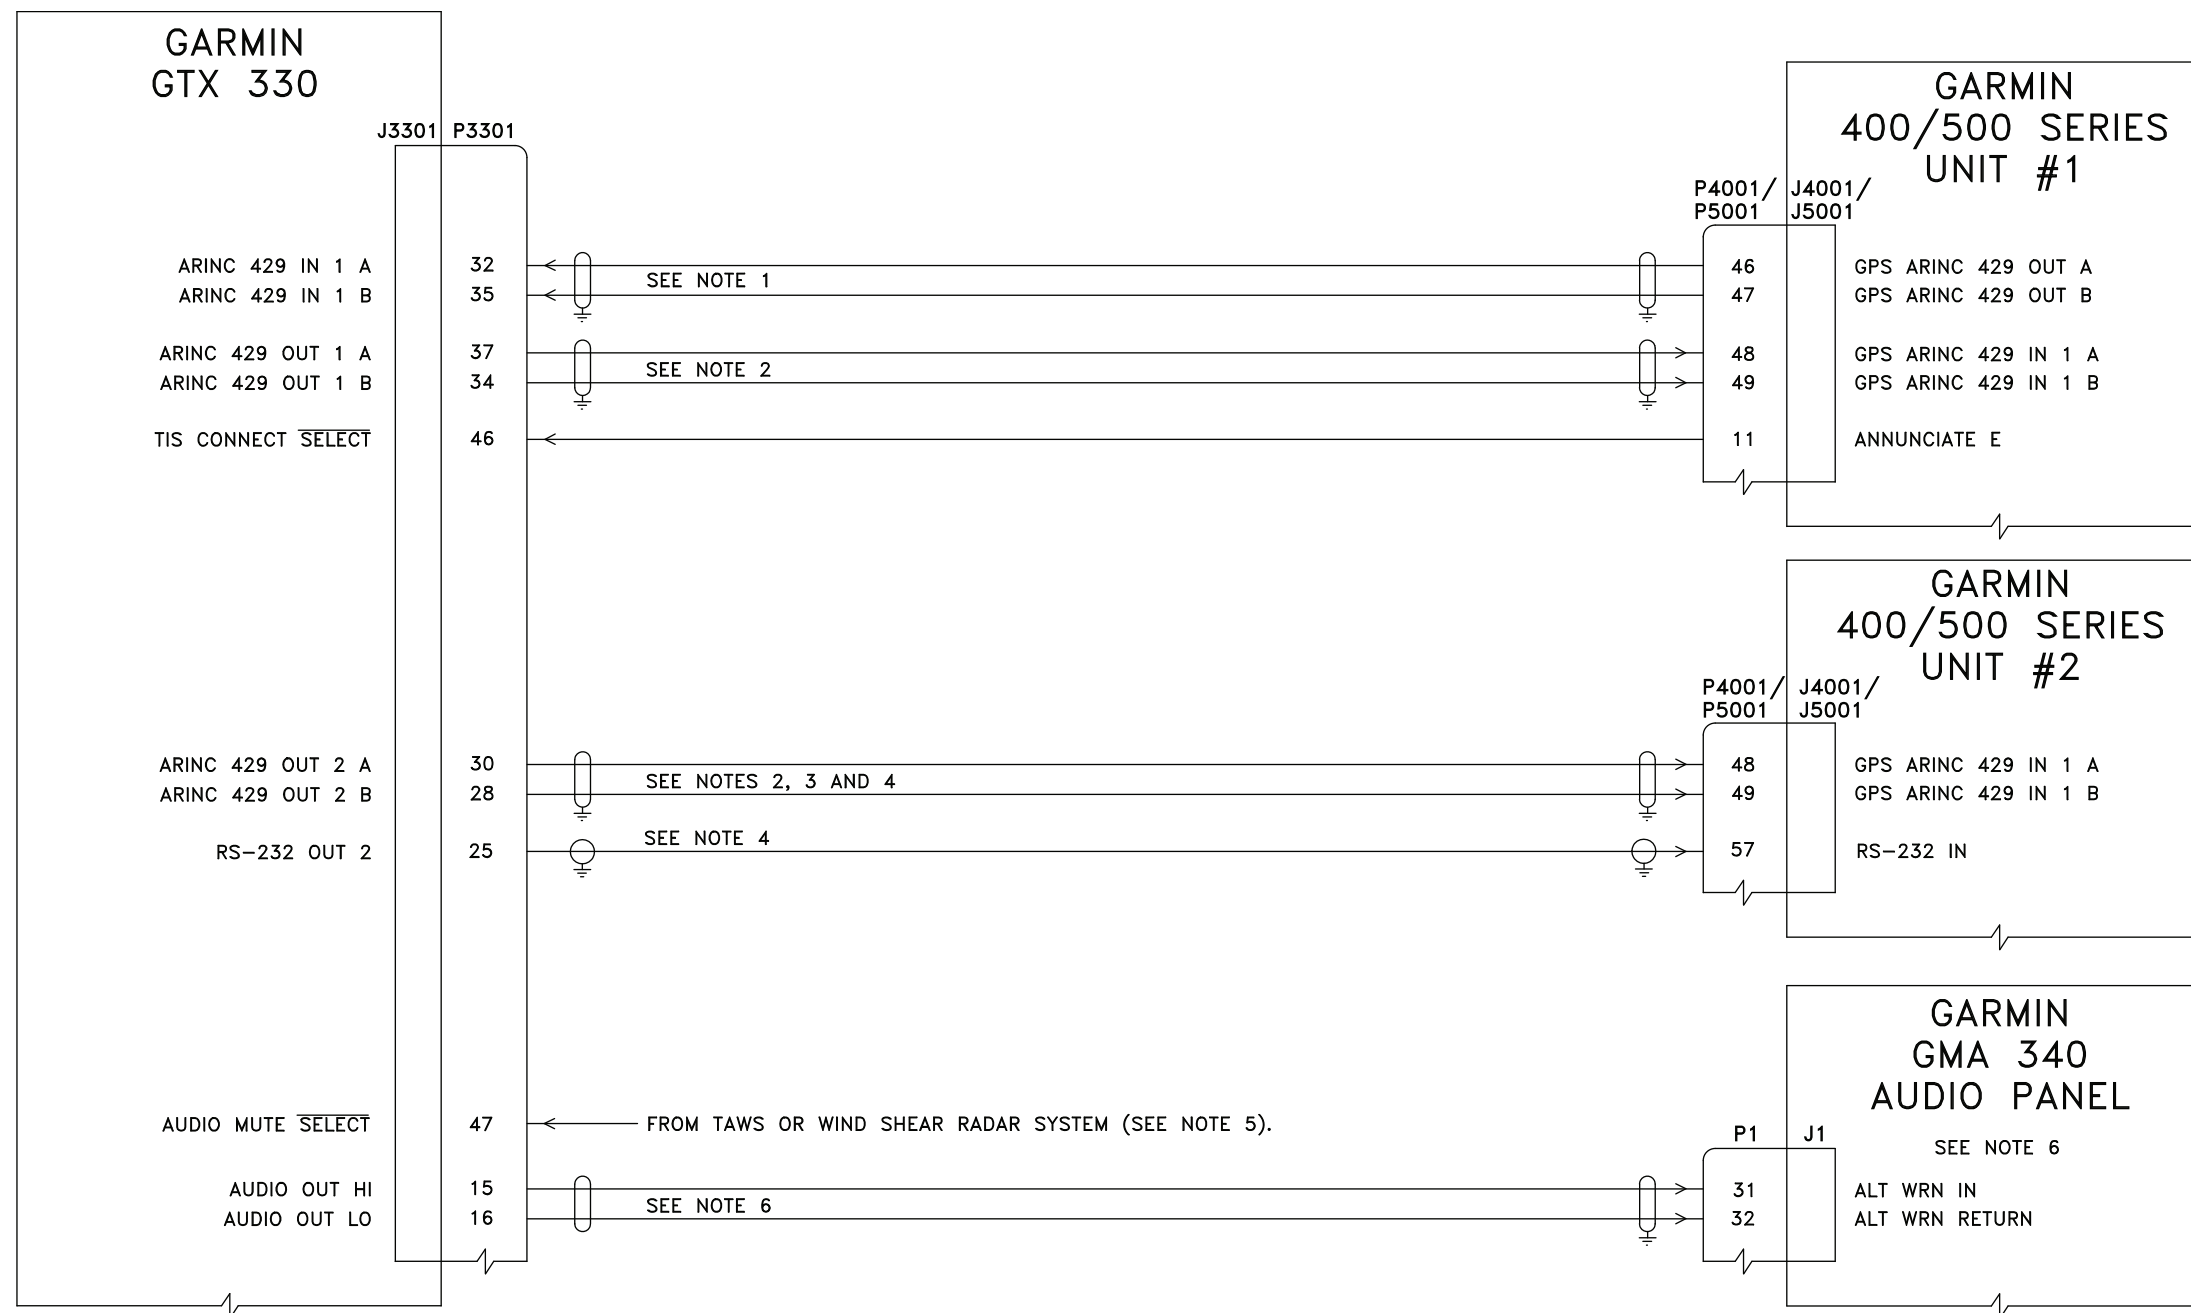 GARMIN
GTX 330
J3301 P3301
ARINC 429 IN 1 A 32
ARINC 429 IN 1 B 35
ARINC 429 OUT 1 A 37
ARINC 429 OUT 1 B 34
TIS CONNECT SELECT 46
SEE NOTE 1
SEE NOTE 2
GARMIN
400/500 SERIES
UNIT #1
P4001/ J4001/
P5001 J5001
46 GPS ARINC 429 OUT A
47 GPS ARINC 429 OUT B
48 GPS ARINC 429 IN 1 A
49 GPS ARINC 429 IN 1 B
11 ANNUNCIATE E
GARMIN
400/500 SERIES
UNIT #2
P4001/ J4001/
P5001 J5001
ARINC 429 OUT 2 A 30
ARINC 429 OUT 2 B 28
RS-232 OUT 2 25
SEE NOTES 2, 3 AND 4
SEE NOTE 4
48 GPS ARINC 429 IN 1 A
49 GPS ARINC 429 IN 1 B
57 RS-232 IN
GARMIN
GMA 340
AUDIO PANEL
SEE NOTE 6
P1 J1
AUDIO MUTE SELECT 47 FROM TAWS OR WIND SHEAR RADAR SYSTEM (SEE NOTE 5).
AUDIO OUT HI 15
AUDIO OUT LO 16
SEE NOTE 6
31 ALT WRN IN
32 ALT WRN RETURN